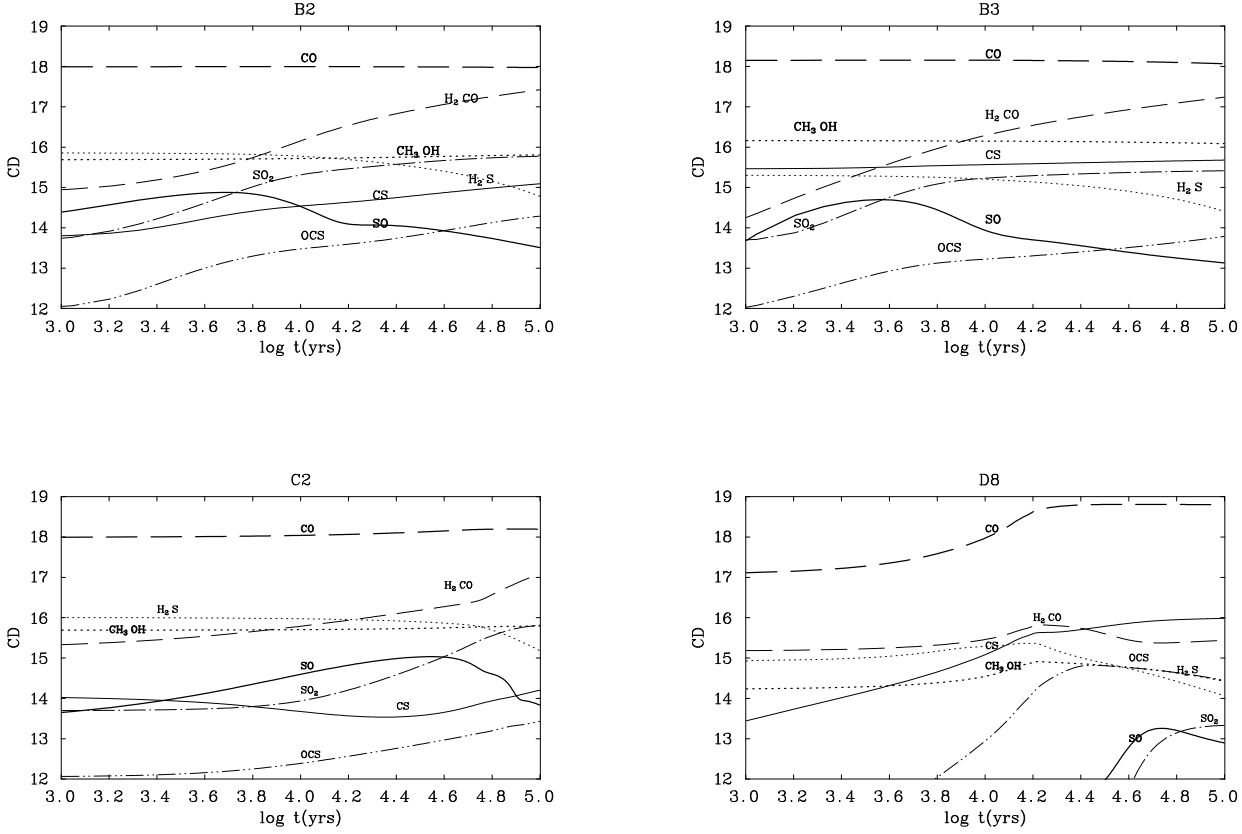 B2
19
18
17
16
15
14
13
12
CD
CO
H₂ CO
CH₃ OH
SO₂
H₂ S
CS
SO
OCS
3.0 3.2 3.4 3.6 3.8 4.0 4.2 4.4 4.6 4.8 5.0
log t(yrs)
B3
19
18
17
16
15
14
13
12
CD
CO
H₂ CO
CH₃ OH
CS
H₂ S
SO
SO₂
OCS
3.0 3.2 3.4 3.6 3.8 4.0 4.2 4.4 4.6 4.8 5.0
log t(yrs)
C2
19
18
17
16
15
14
13
12
CD
CO
H₂ CO
H₂ S
CH₃ OH
SO
SO₂
CS
OCS
3.0 3.2 3.4 3.6 3.8 4.0 4.2 4.4 4.6 4.8 5.0
log t(yrs)
D8
19
18
17
16
15
14
13
12
CD
CO
H₂ CO
CS
OCS
CH₃ OH
H₂ S
SO₂
SO
3.0 3.2 3.4 3.6 3.8 4.0 4.2 4.4 4.6 4.8 5.0
log t(yrs)